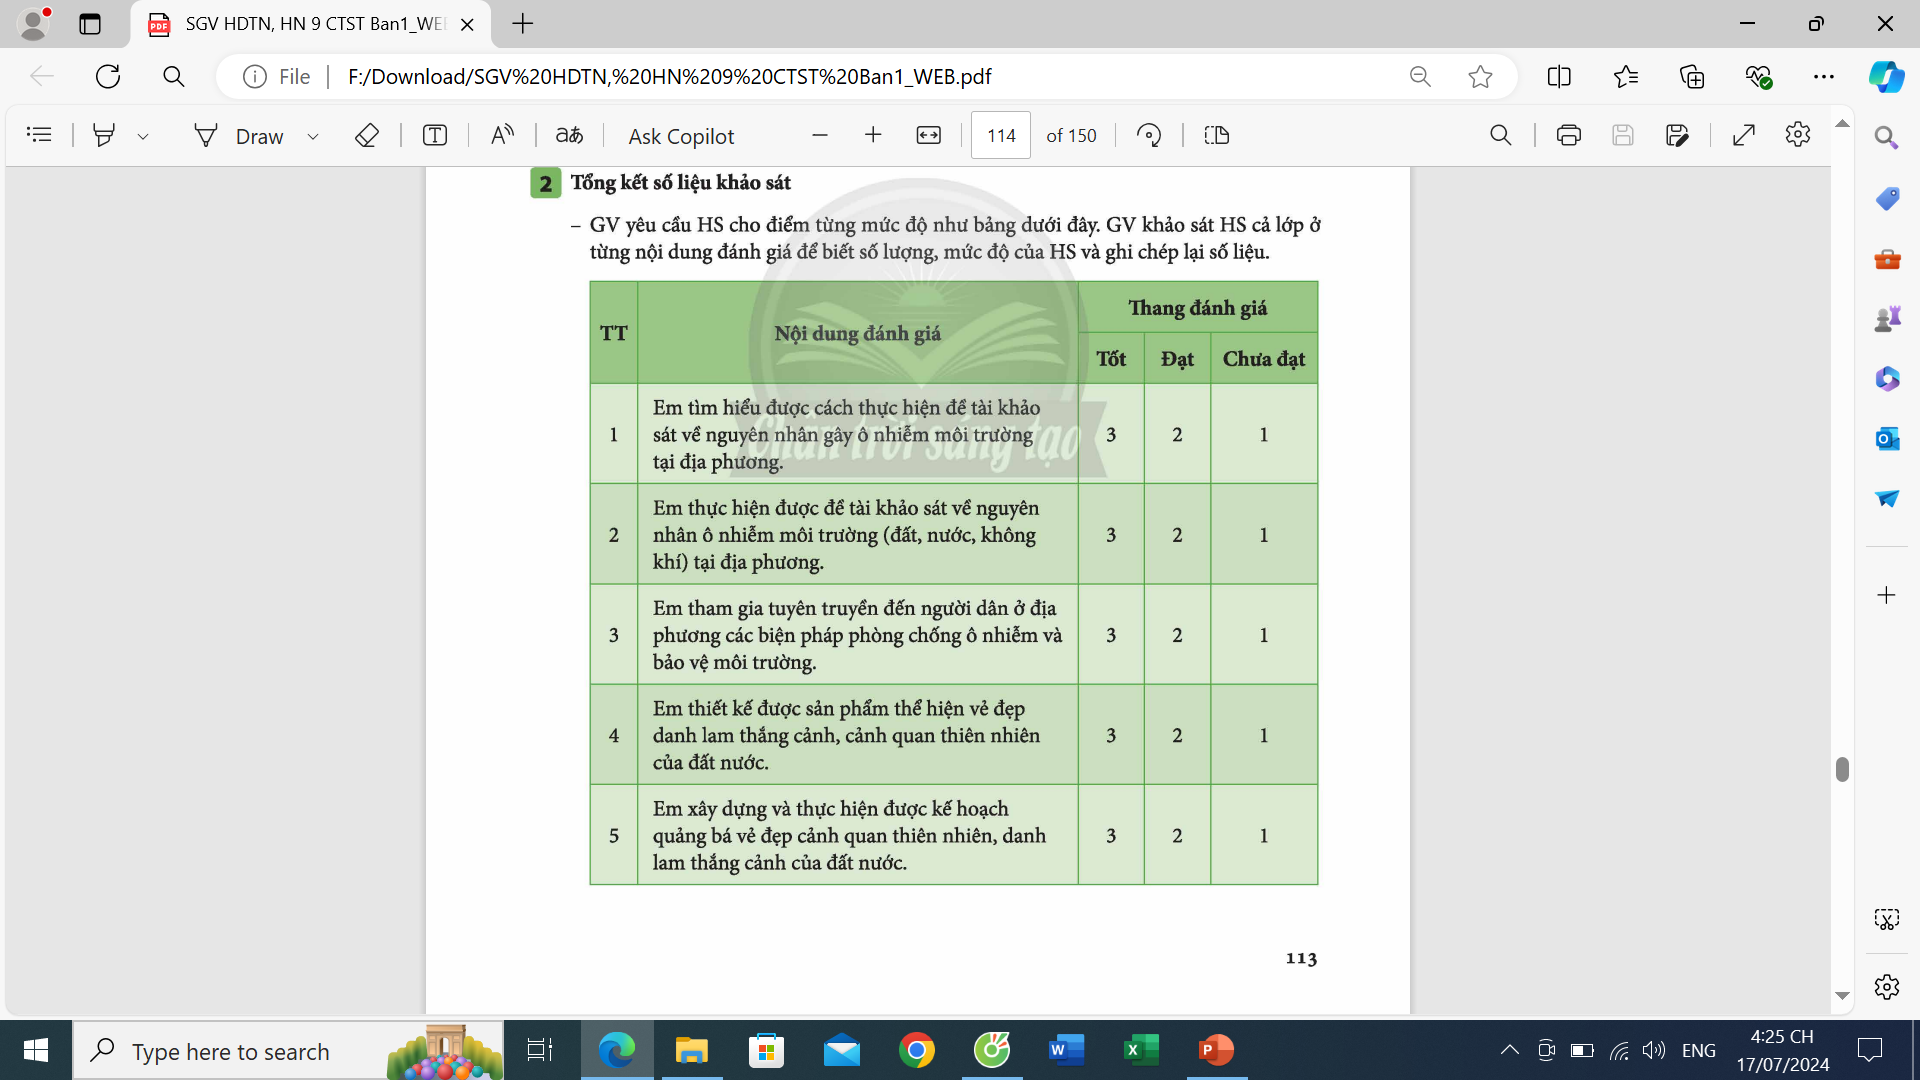 SGV HDTN, HN 9 CTST Ban1_WE
File
F:/Download/SGV%20HDTN,%20HN%209%20CTST%20Ban1_WEB.pdf
Draw
Ask Copilot
114 of 150
2 Tổng kết số liệu khảo sát
– GV yêu cầu HS cho điểm từng mức độ như bảng dưới đây. GV khảo sát HS cả lớp ở
từng nội dung đánh giá để biết số lượng, mức độ của HS và ghi chép lại số liệu.
Thang đánh giá
TT Nội dung đánh giá
Tốt Đạt Chưa đạt
Em tìm hiểu được cách thực hiện đề tài khảo
1 sát về nguyên nhân gây ô nhiễm môi trường 3 2 1
tại địa phương.
Chân trời sáng tạo
Em thực hiện được đề tài khảo sát về nguyên
2 nhân ô nhiễm môi trường (đất, nước, không 3 2 1
khí) tại địa phương.
Em tham gia tuyên truyền đến người dân ở địa
3 phương các biện pháp phòng chống ô nhiễm và 3 2 1
bảo vệ môi trường.
Em thiết kế được sản phẩm thể hiện vẻ đẹp
4 danh lam thắng cảnh, cảnh quan thiên nhiên 3 2 1
của đất nước.
Em xây dựng và thực hiện được kế hoạch
5 quảng bá vẻ đẹp cảnh quan thiên nhiên, danh 3 2 1
lam thắng cảnh của đất nước.
113
Type here to search
ENG
4:25 CH
17/07/2024